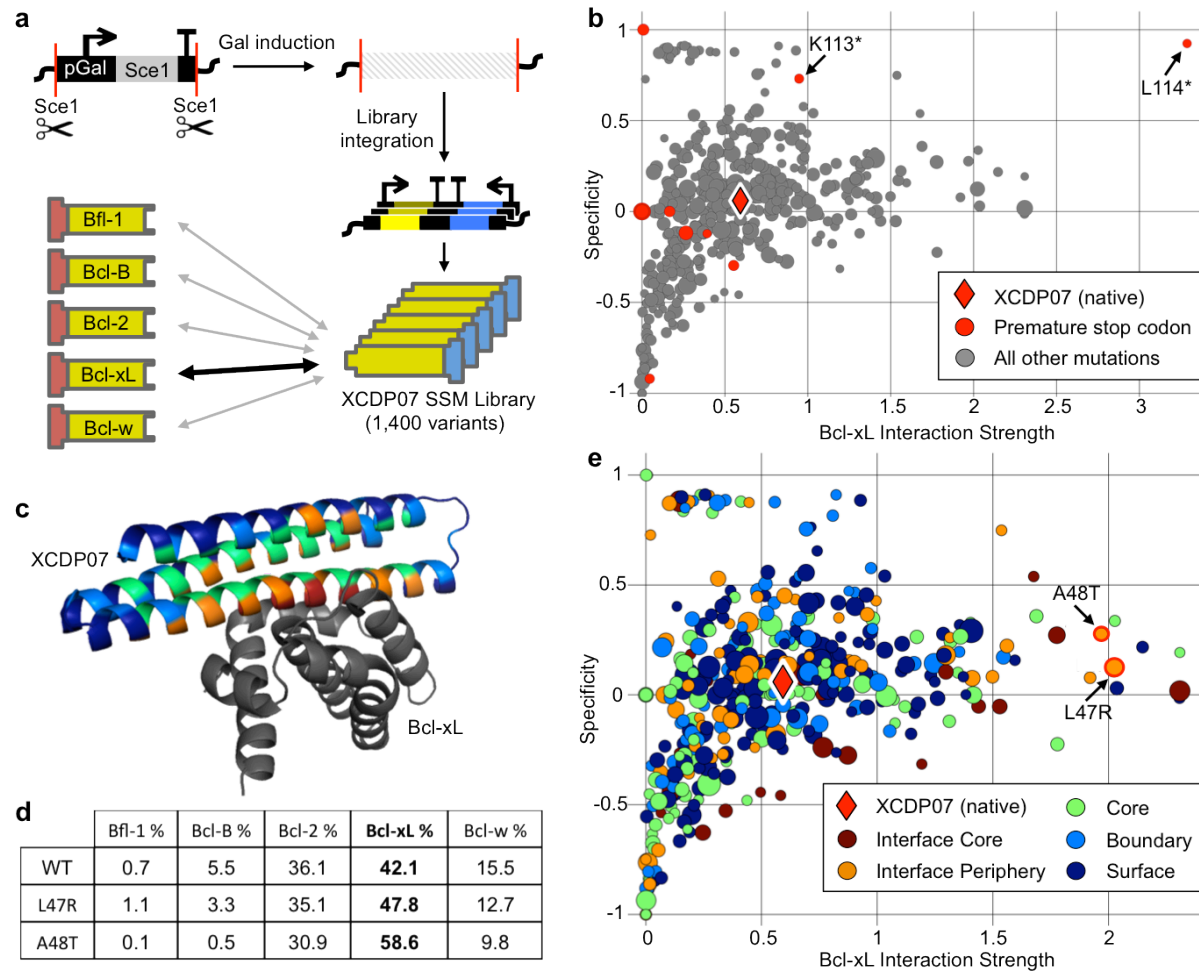 a
pGal
Sce1
Sce1
Sce1
Gal induction
Library
integration
Bfl-1
Bcl-B
Bcl-2
Bcl-xL
Bcl-w
XCDP07 SSM Library
(1,400 variants)
b
Specificity
1
0.5
0
-0.5
-1
K113*
L114*
XCDP07 (native)
Premature stop codon
All other mutations
0 0.5 1 1.5 2 2.5 3
Bcl-xL Interaction Strength
c
XCDP07
Bcl-xL
d
Bfl-1 % Bcl-B % Bcl-2 % Bcl-xL % Bcl-w %
WT 0.7 5.5 36.1 42.1 15.5
L47R 1.1 3.3 35.1 47.8 12.7
A48T 0.1 0.5 30.9 58.6 9.8
e
Specificity
1
0.5
0
-0.5
-1
A48T
L47R
XCDP07 (native)
Interface Core
Interface Periphery
Core
Boundary
Surface
0 0.5 1 1.5 2
Bcl-xL Interaction Strength